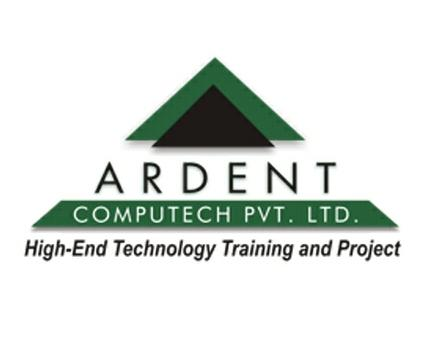 ARDENT
COMPUTECH PVT. LTD.
High-End Technology Training and Project